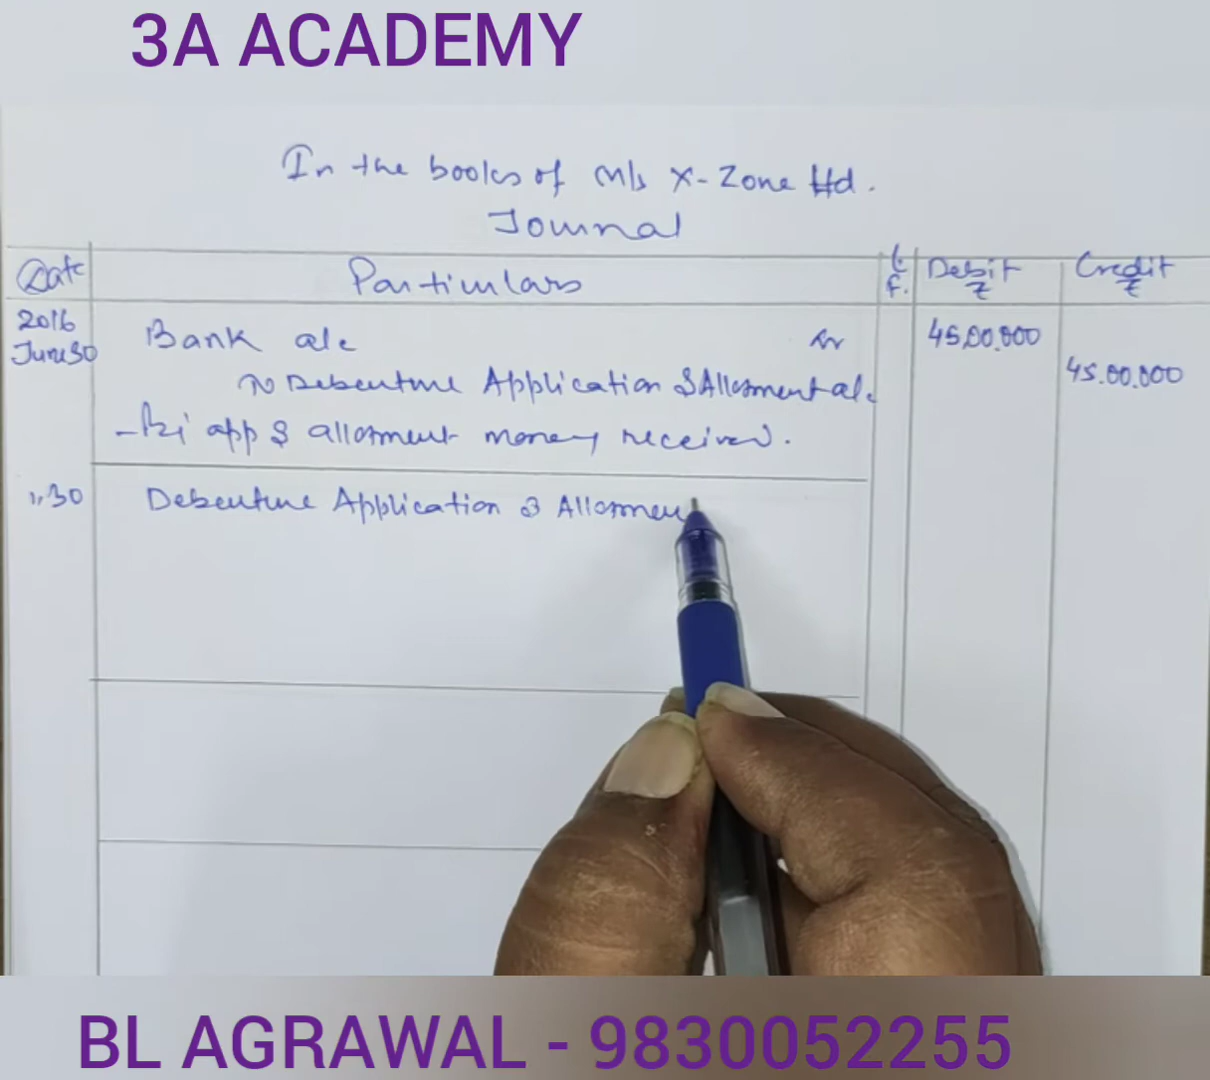 3A ACADEMY
In the books of M/s X-Zone Ltd.
Journal
Date Particulars L.F. Debit ₹ Credit ₹
2016
June 30 Bank a/c Dr 45,00,000
To Debenture Application & Allotment a/c 45,00,000
- For app & allotment money received.
,, 30 Debenture Application & Allotmen
BL AGRAWAL - 9830052255